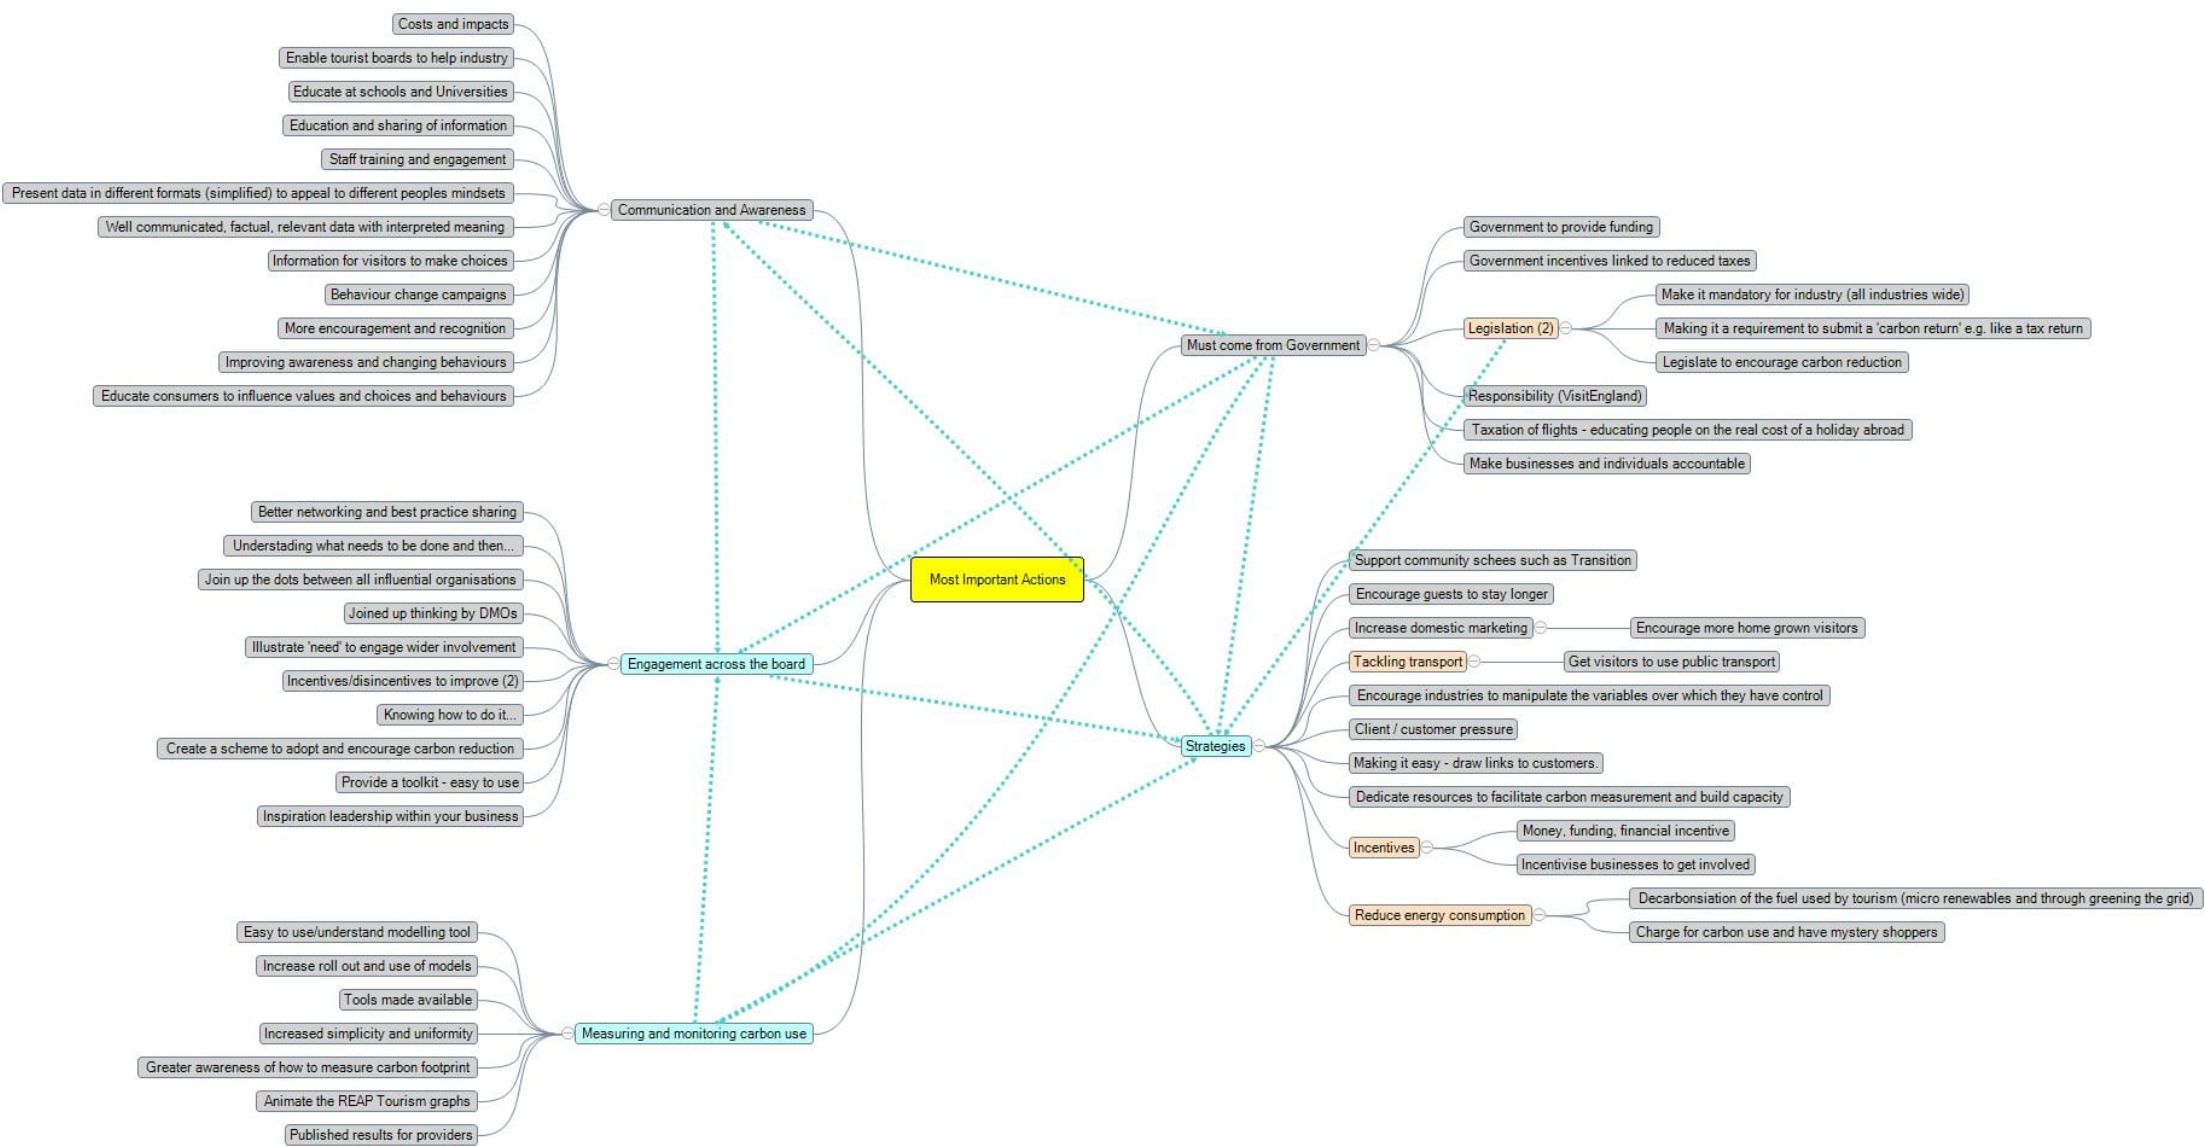 Costs and impacts
Enable tourist boards to help industry
Educate at schools and Universities
Education and sharing of information
Staff training and engagement
Present data in different formats (simplified) to appeal to different peoples mindsets
Well communicated, factual, relevant data with interpreted meaning
Information for visitors to make choices
Behaviour change campaigns
More encouragement and recognition
Improving awareness and changing behaviours
Educate consumers to influence values and choices and behaviours
Communication and Awareness
Better networking and best practice sharing
Understading what needs to be done and then...
Join up the dots between all influential organisations
Joined up thinking by DMOs
Illustrate 'need' to engage wider involvement
Incentives/disincentives to improve (2)
Knowing how to do it...
Create a scheme to adopt and encourage carbon reduction
Provide a toolkit - easy to use
Inspiration leadership within your business
Engagement across the board
Easy to use/understand modelling tool
Increase roll out and use of models
Tools made available
Increased simplicity and uniformity
Greater awareness of how to measure carbon footprint
Animate the REAP Tourism graphs
Published results for providers
Measuring and monitoring carbon use
Most Important Actions
Must come from Government
Government to provide funding
Government incentives linked to reduced taxes
Legislation (2)
Make it mandatory for industry (all industries wide)
Making it a requirement to submit a 'carbon return' e.g. like a tax return
Legislate to encourage carbon reduction
Responsibility (VisitEngland)
Taxation of flights - educating people on the real cost of a holiday abroad
Make businesses and individuals accountable
Strategies
Support community schees such as Transition
Encourage guests to stay longer
Increase domestic marketing
Encourage more home grown visitors
Tackling transport
Get visitors to use public transport
Encourage industries to manipulate the variables over which they have control
Client / customer pressure
Making it easy - draw links to customers.
Dedicate resources to facilitate carbon measurement and build capacity
Incentives
Money, funding, financial incentive
Incentivise businesses to get involved
Reduce energy consumption
Decarbonsiation of the fuel used by tourism (micro renewables and through greening the grid)
Charge for carbon use and have mystery shoppers